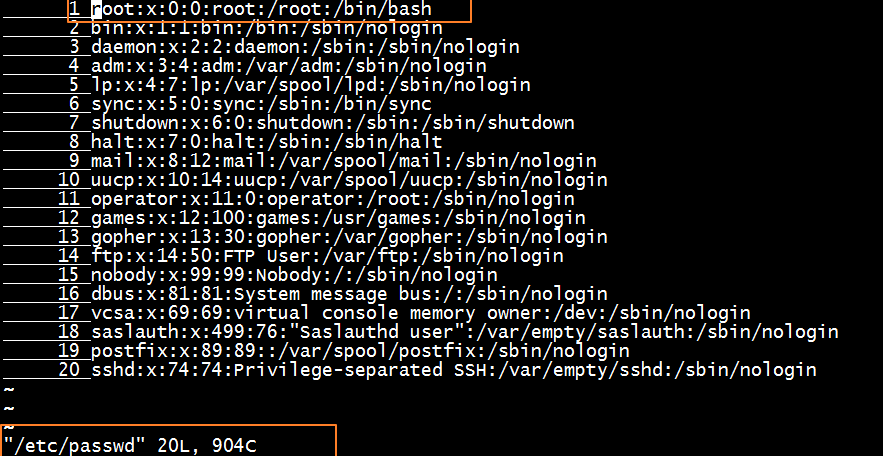 1 root:x:0:0:root:/root:/bin/bash
2 bin:x:1:1:bin:/bin:/sbin/nologin
3 daemon:x:2:2:daemon:/sbin:/sbin/nologin
4 adm:x:3:4:adm:/var/adm:/sbin/nologin
5 lp:x:4:7:lp:/var/spool/lpd:/sbin/nologin
6 sync:x:5:0:sync:/sbin:/bin/sync
7 shutdown:x:6:0:shutdown:/sbin:/sbin/shutdown
8 halt:x:7:0:halt:/sbin:/sbin/halt
9 mail:x:8:12:mail:/var/spool/mail:/sbin/nologin
10 uucp:x:10:14:uucp:/var/spool/uucp:/sbin/nologin
11 operator:x:11:0:operator:/root:/sbin/nologin
12 games:x:12:100:games:/usr/games:/sbin/nologin
13 gopher:x:13:30:gopher:/var/gopher:/sbin/nologin
14 ftp:x:14:50:FTP User:/var/ftp:/sbin/nologin
15 nobody:x:99:99:Nobody:/:/sbin/nologin
16 dbus:x:81:81:System message bus:/:/sbin/nologin
17 vcsa:x:69:69:virtual console memory owner:/dev:/sbin/nologin
18 saslauth:x:499:76:"Saslauthd user":/var/empty/saslauth:/sbin/nologin
19 postfix:x:89:89::/var/spool/postfix:/sbin/nologin
20 sshd:x:74:74:Privilege-separated SSH:/var/empty/sshd:/sbin/nologin
~
~
~
"/etc/passwd" 20L, 904C